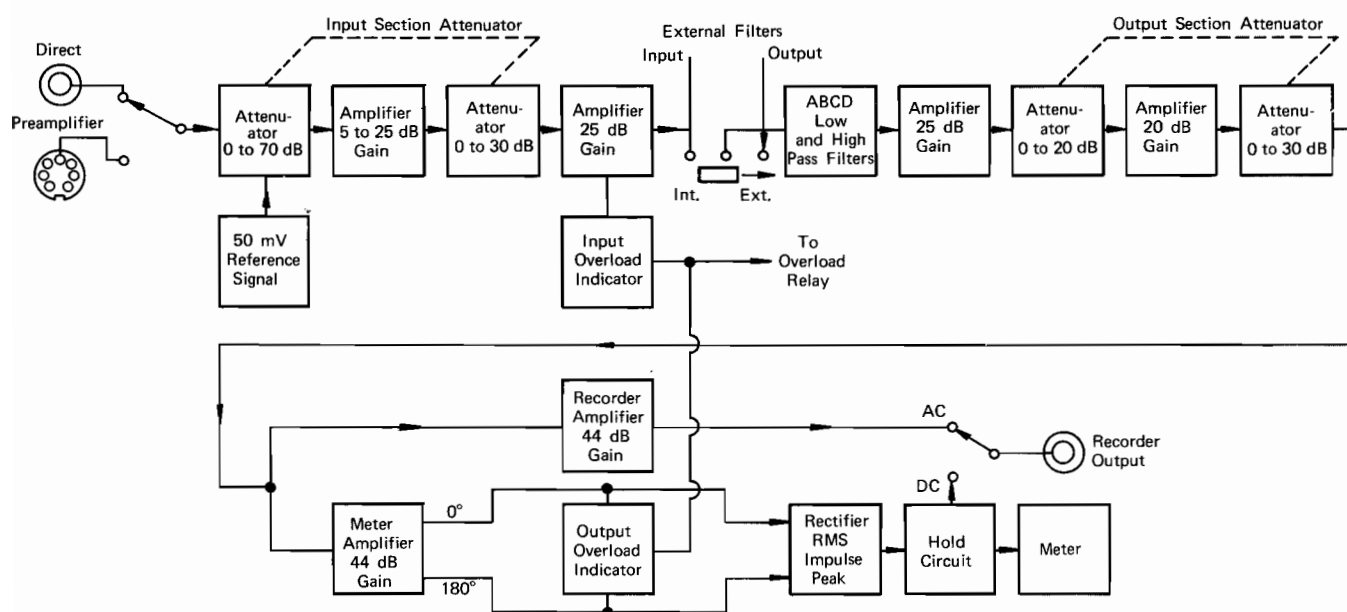 Input Section Attenuator
Output Section Attenuator
External Filters
Direct
Input
Output
Preamplifier
Attenu-
ator
0 to 70 dB
Amplifier
5 to 25 dB
Gain
Attenu-
ator
0 to 30 dB
Amplifier
25 dB
Gain
Int.
Ext.
ABCD
Low
and High
Pass Filters
Amplifier
25 dB
Gain
Attenu-
ator
0 to 20 dB
Amplifier
20 dB
Gain
Attenu-
ator
0 to 30 dB
50 mV
Reference
Signal
Input
Overload
Indicator
To
Overload
Relay
Recorder
Amplifier
44 dB
Gain
AC
Recorder
Output
DC
Meter
Amplifier
44 dB
Gain
0°
180°
Output
Overload
Indicator
Rectifier
RMS
Impulse
Peak
Hold
Circuit
Meter